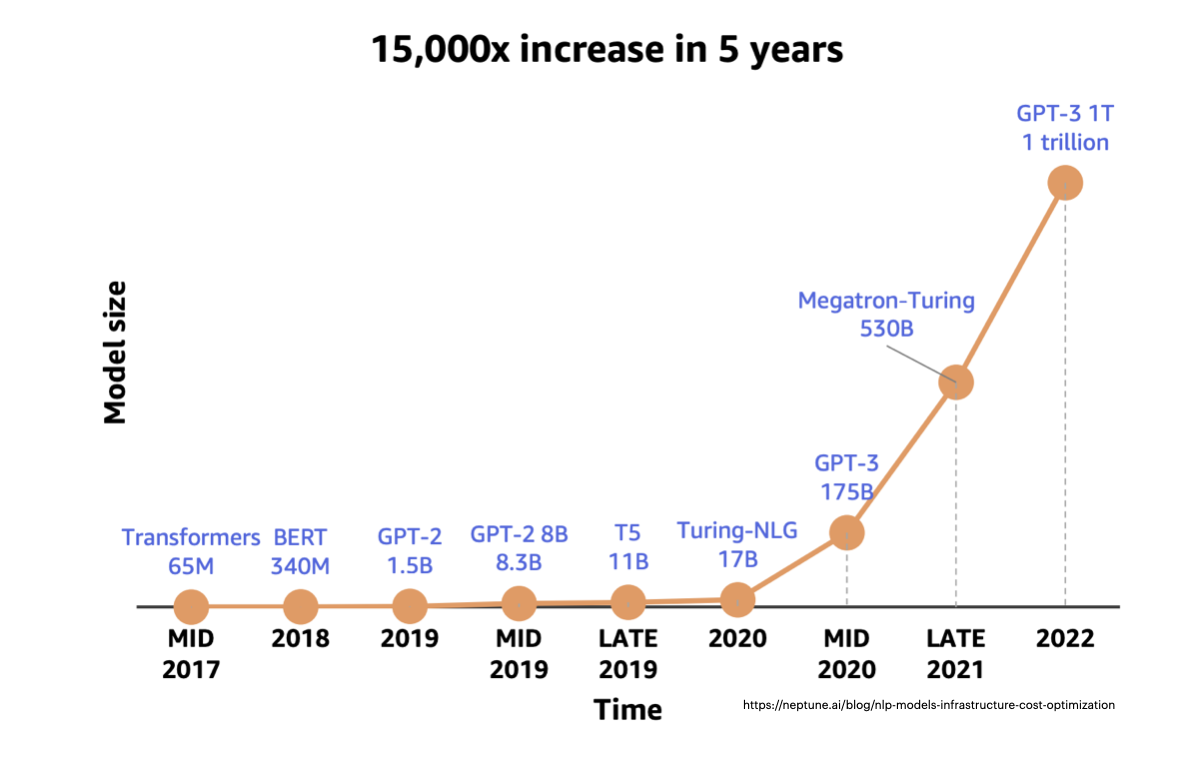 15,000x increase in 5 years
GPT-3 1T
1 trillion
Megatron-Turing
530B
GPT-3
175B
Transformers
65M
BERT
340M
GPT-2
1.5B
GPT-2 8B
8.3B
T5
11B
Turing-NLG
17B
Model size
MID
2017
2018
2019
MID
2019
LATE
2019
2020
MID
2020
LATE
2021
2022
Time
https://neptune.ai/blog/nlp-models-infrastructure-cost-optimization